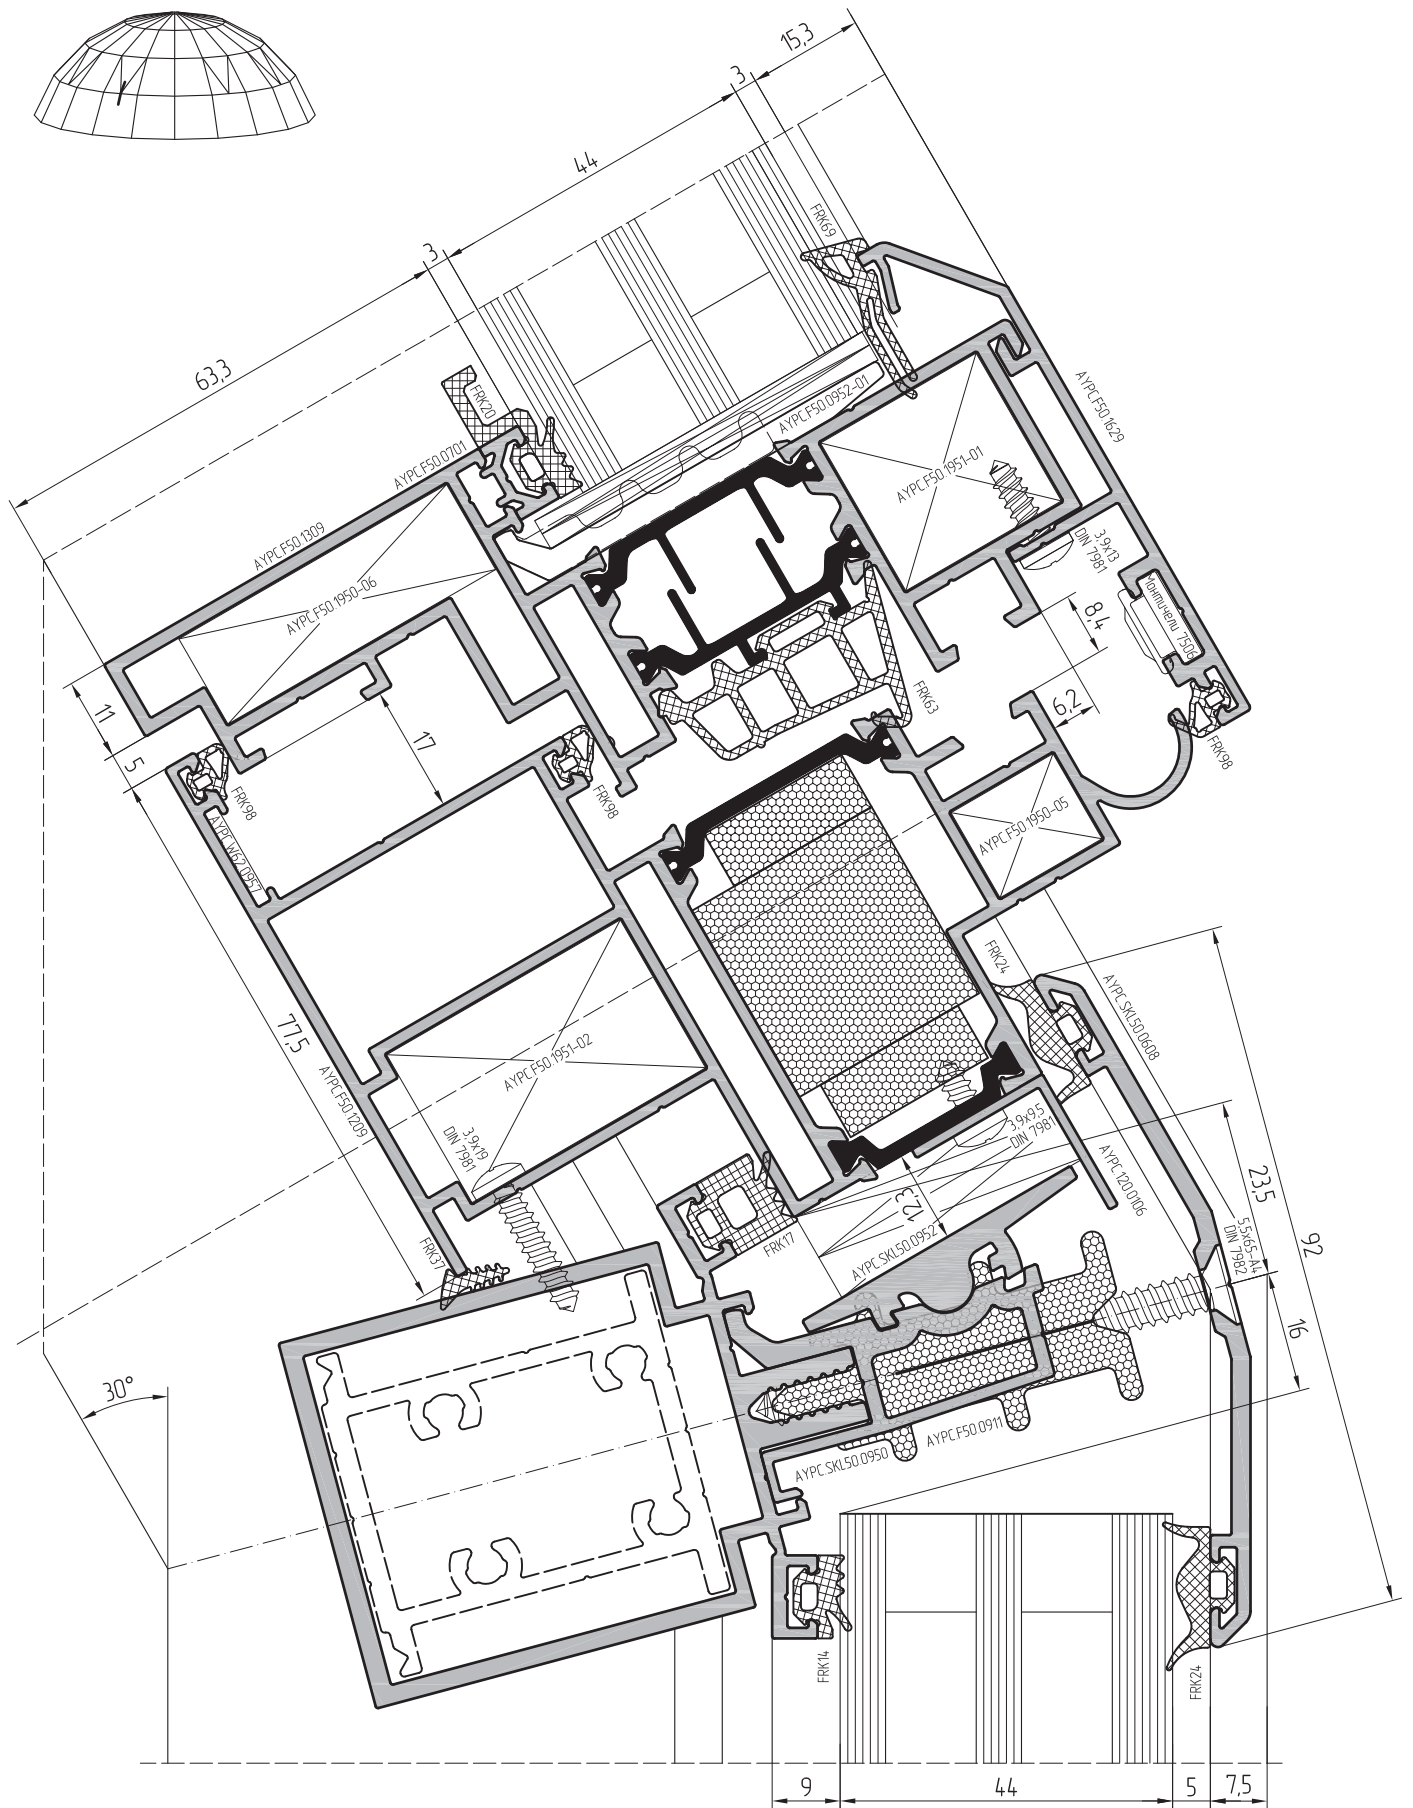 15,3
3
44
3
63,3
FRK69
FRK20
AYPC.F50.0701
AYPC.F50.0952-01
AYPC.F50.1629
AYPC.F50.1309
AYPC.F50.1950-06
AYPC.F50.1951-01
3,9x13
DIN 7981
Монтичели 7506
8,4
6,2
11
5
17
FRK63
FRK98
FRK98
FRK98
AYPC.W62.0957
AYPC.F50.1950-05
FRK24
AYPC.SKL50.0608
77,5
AYPC.F50.1209
AYPC.F50.1951-02
3,9x19
DIN 7981
3,9x9,5
DIN 7981
AYPC.120.0106
12,3
23,5
92
5,5x65-A4
DIN 7982
16
FRK17
FRK37
AYPC.SKL50.0952
30°
AYPC.F50.0911
AYPC.SKL50.0950
FRK14
FRK24
9
44
5
7,5